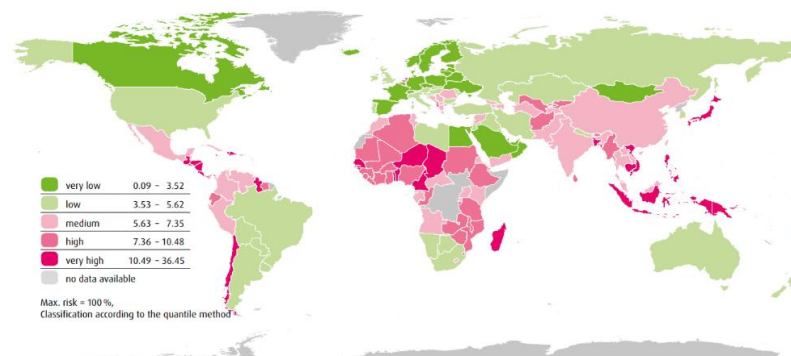 very low 0.09 – 3.52
low 3.53 – 5.62
medium 5.63 – 7.35
high 7.36 – 10.48
very high 10.49 – 36.45
no data available
Max. risk = 100 %,
Classification according to the quantile method